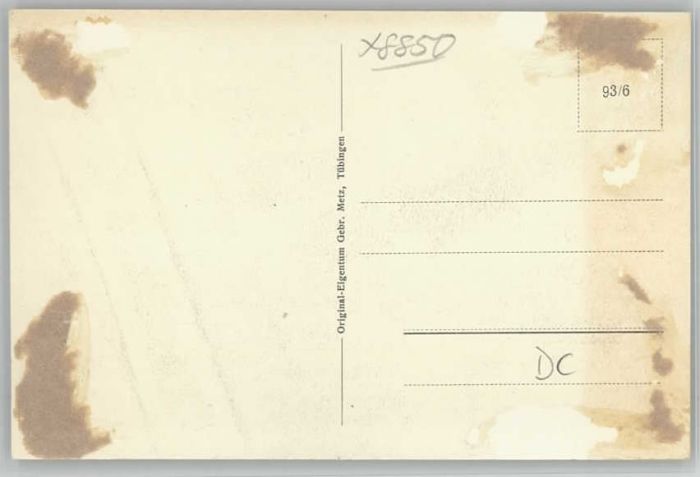 X8850
93/6
Original-Eigentum Gebr. Metz, Tübingen
DC